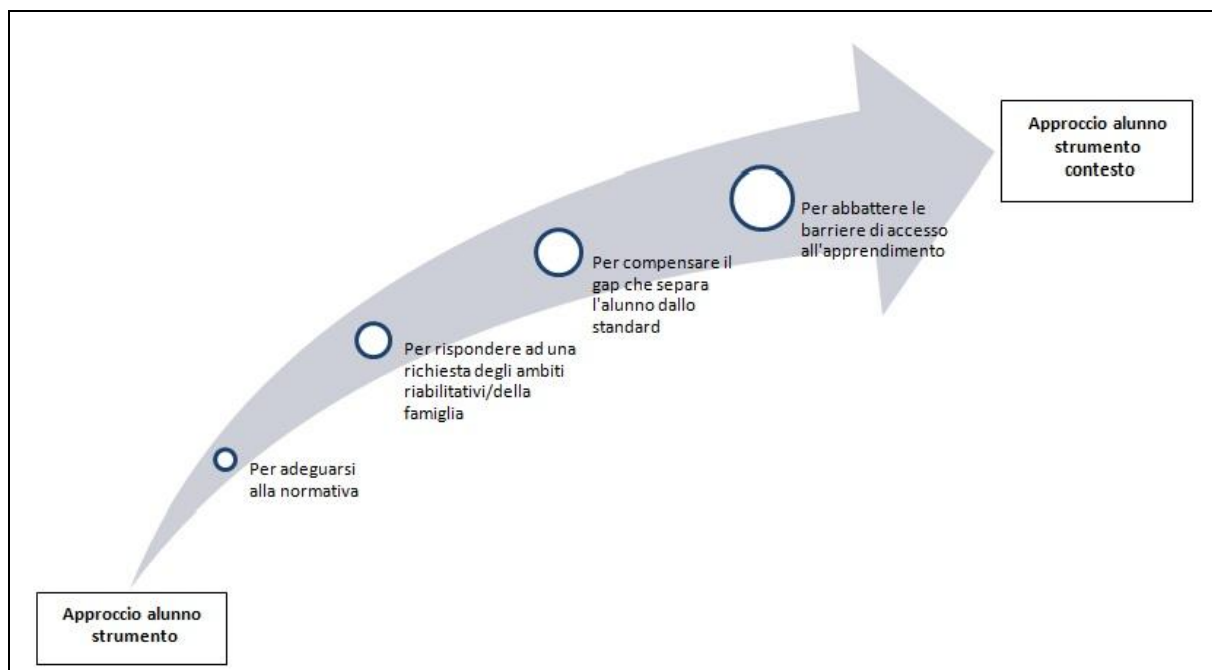 Approccio alunno
strumento
contesto
Per abbattere le
barriere di accesso
all'apprendimento
Per compensare il
gap che separa
l'alunno dallo
standard
Per rispondere ad una
richiesta degli ambiti
riabilitativi/della
famiglia
Per adeguarsi
alla normativa
Approccio alunno
strumento